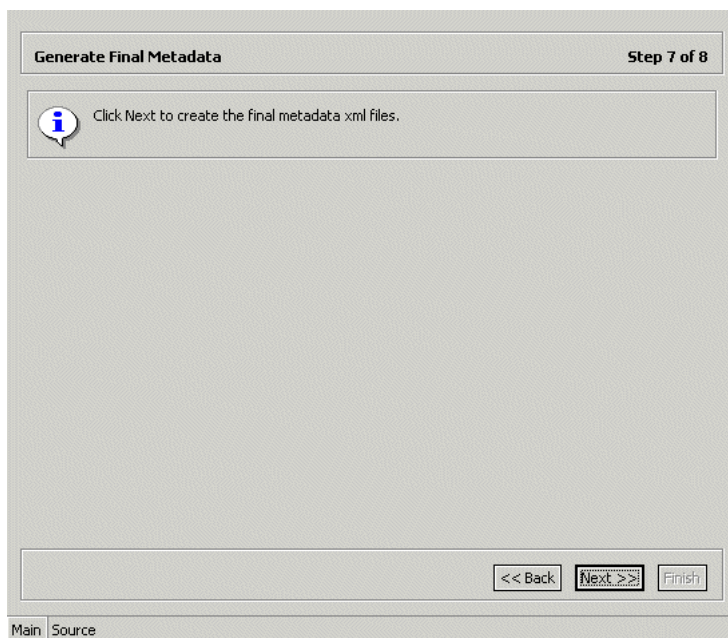 Generate Final Metadata Step 7 of 8
Click Next to create the final metadata xml files.
<< Back Next >> Finish
Main Source